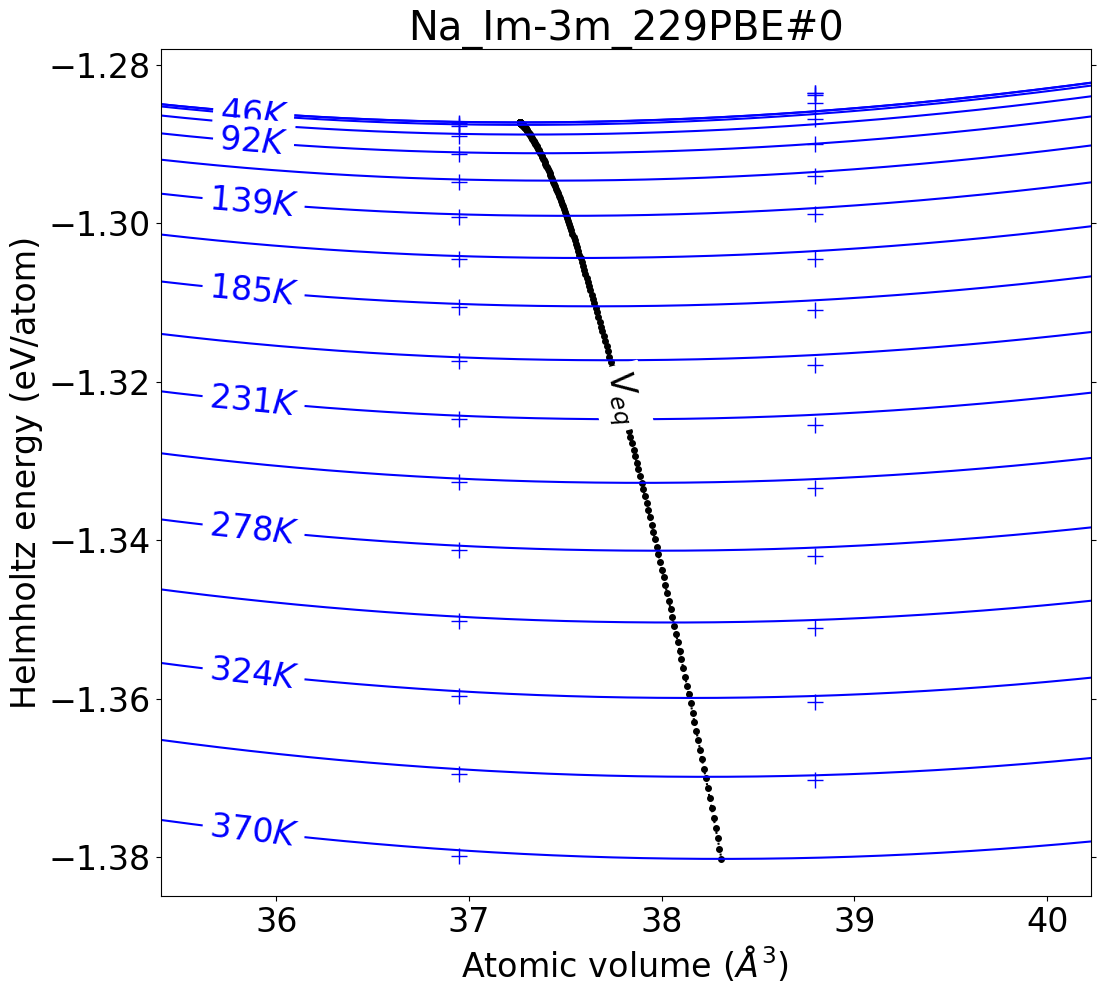 Na_Im-3m_229PBE#0
Helmholtz energy (eV/atom)
−1.28
−1.30
−1.32
−1.34
−1.36
−1.38
46K
92K
139K
185K
231K
278K
324K
370K
V_eq
36
37
38
39
40
Atomic volume (Å³)